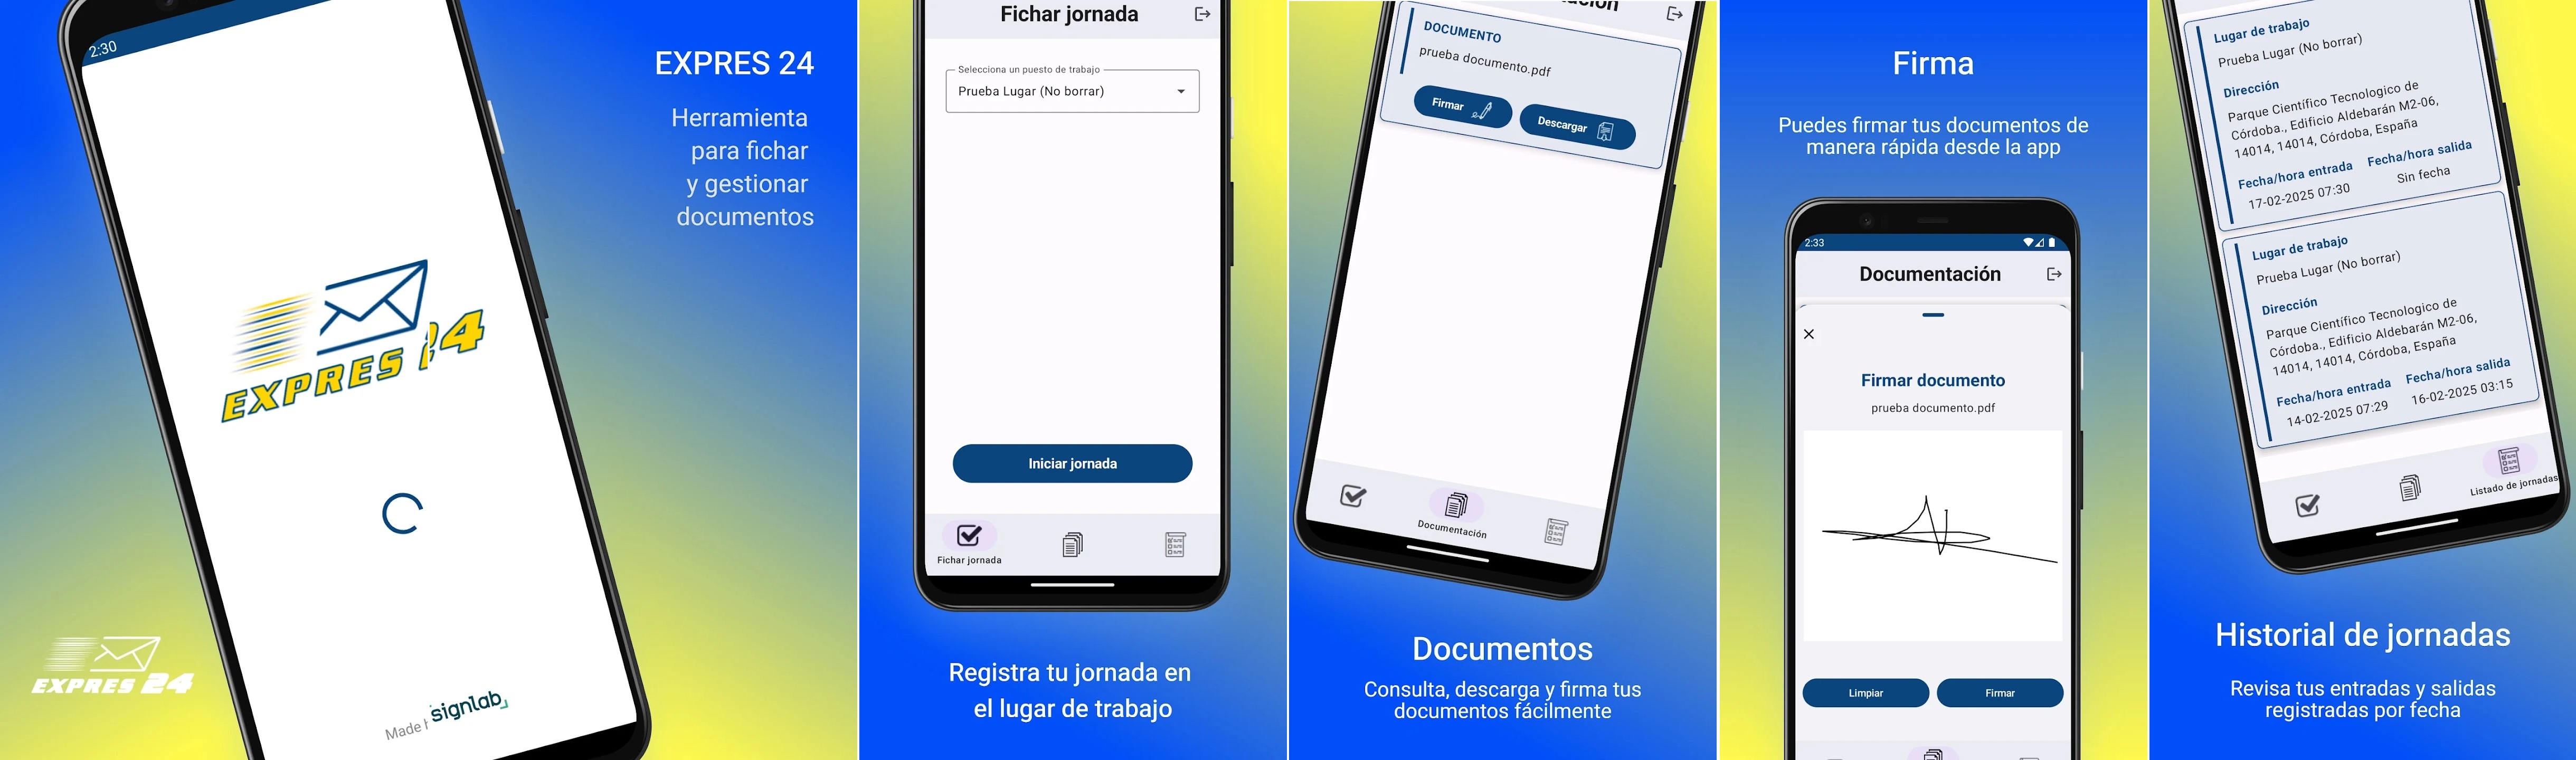 2:30
EXPRES 24
Herramienta
para fichar
y gestionar
documentos
EXPRES 24
EXPRES 24
Made
signlab
Fichar jornada
Selecciona un puesto de trabajo
Prueba Lugar (No borrar)
Iniciar jornada
Fichar jornada
Registra tu jornada en
el lugar de trabajo
DOCUMENTO
prueba documento.pdf
Firmar
Descargar
Documentación
Documentos
Consulta, descarga y firma tus
documentos fácilmente
Firma
Puedes firmar tus documentos de
manera rápida desde la app
2:33
Documentación
Firmar documento
prueba documento.pdf
Limpiar
Firmar
Lugar de trabajo
Prueba Lugar (No borrar)
Dirección
Parque Científico Tecnologico de
Córdoba., Edificio Aldebarán M2-06,
14014, 14014, Córdoba, España
Fecha/hora entrada
Fecha/hora salida
17-02-2025 07:30
Sin fecha
Lugar de trabajo
Prueba Lugar (No borrar)
Dirección
Parque Científico Tecnologico de
Córdoba., Edificio Aldebarán M2-06,
14014, 14014, Córdoba, España
Fecha/hora entrada
Fecha/hora salida
14-02-2025 07:29
16-02-2025 03:15
Listado de jornadas
Historial de jornadas
Revisa tus entradas y salidas
registradas por fecha